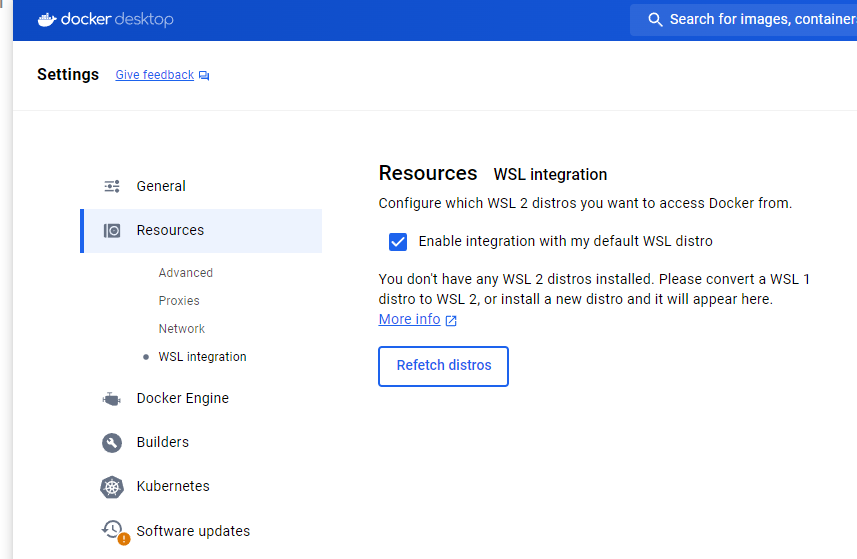 docker desktop
Search for images, containers
Settings Give feedback
General
Resources
Advanced
Proxies
Network
WSL integration
Docker Engine
Builders
Kubernetes
Software updates
Resources WSL integration
Configure which WSL 2 distros you want to access Docker from.
Enable integration with my default WSL distro
You don't have any WSL 2 distros installed. Please convert a WSL 1
distro to WSL 2, or install a new distro and it will appear here.
More info
Refetch distros